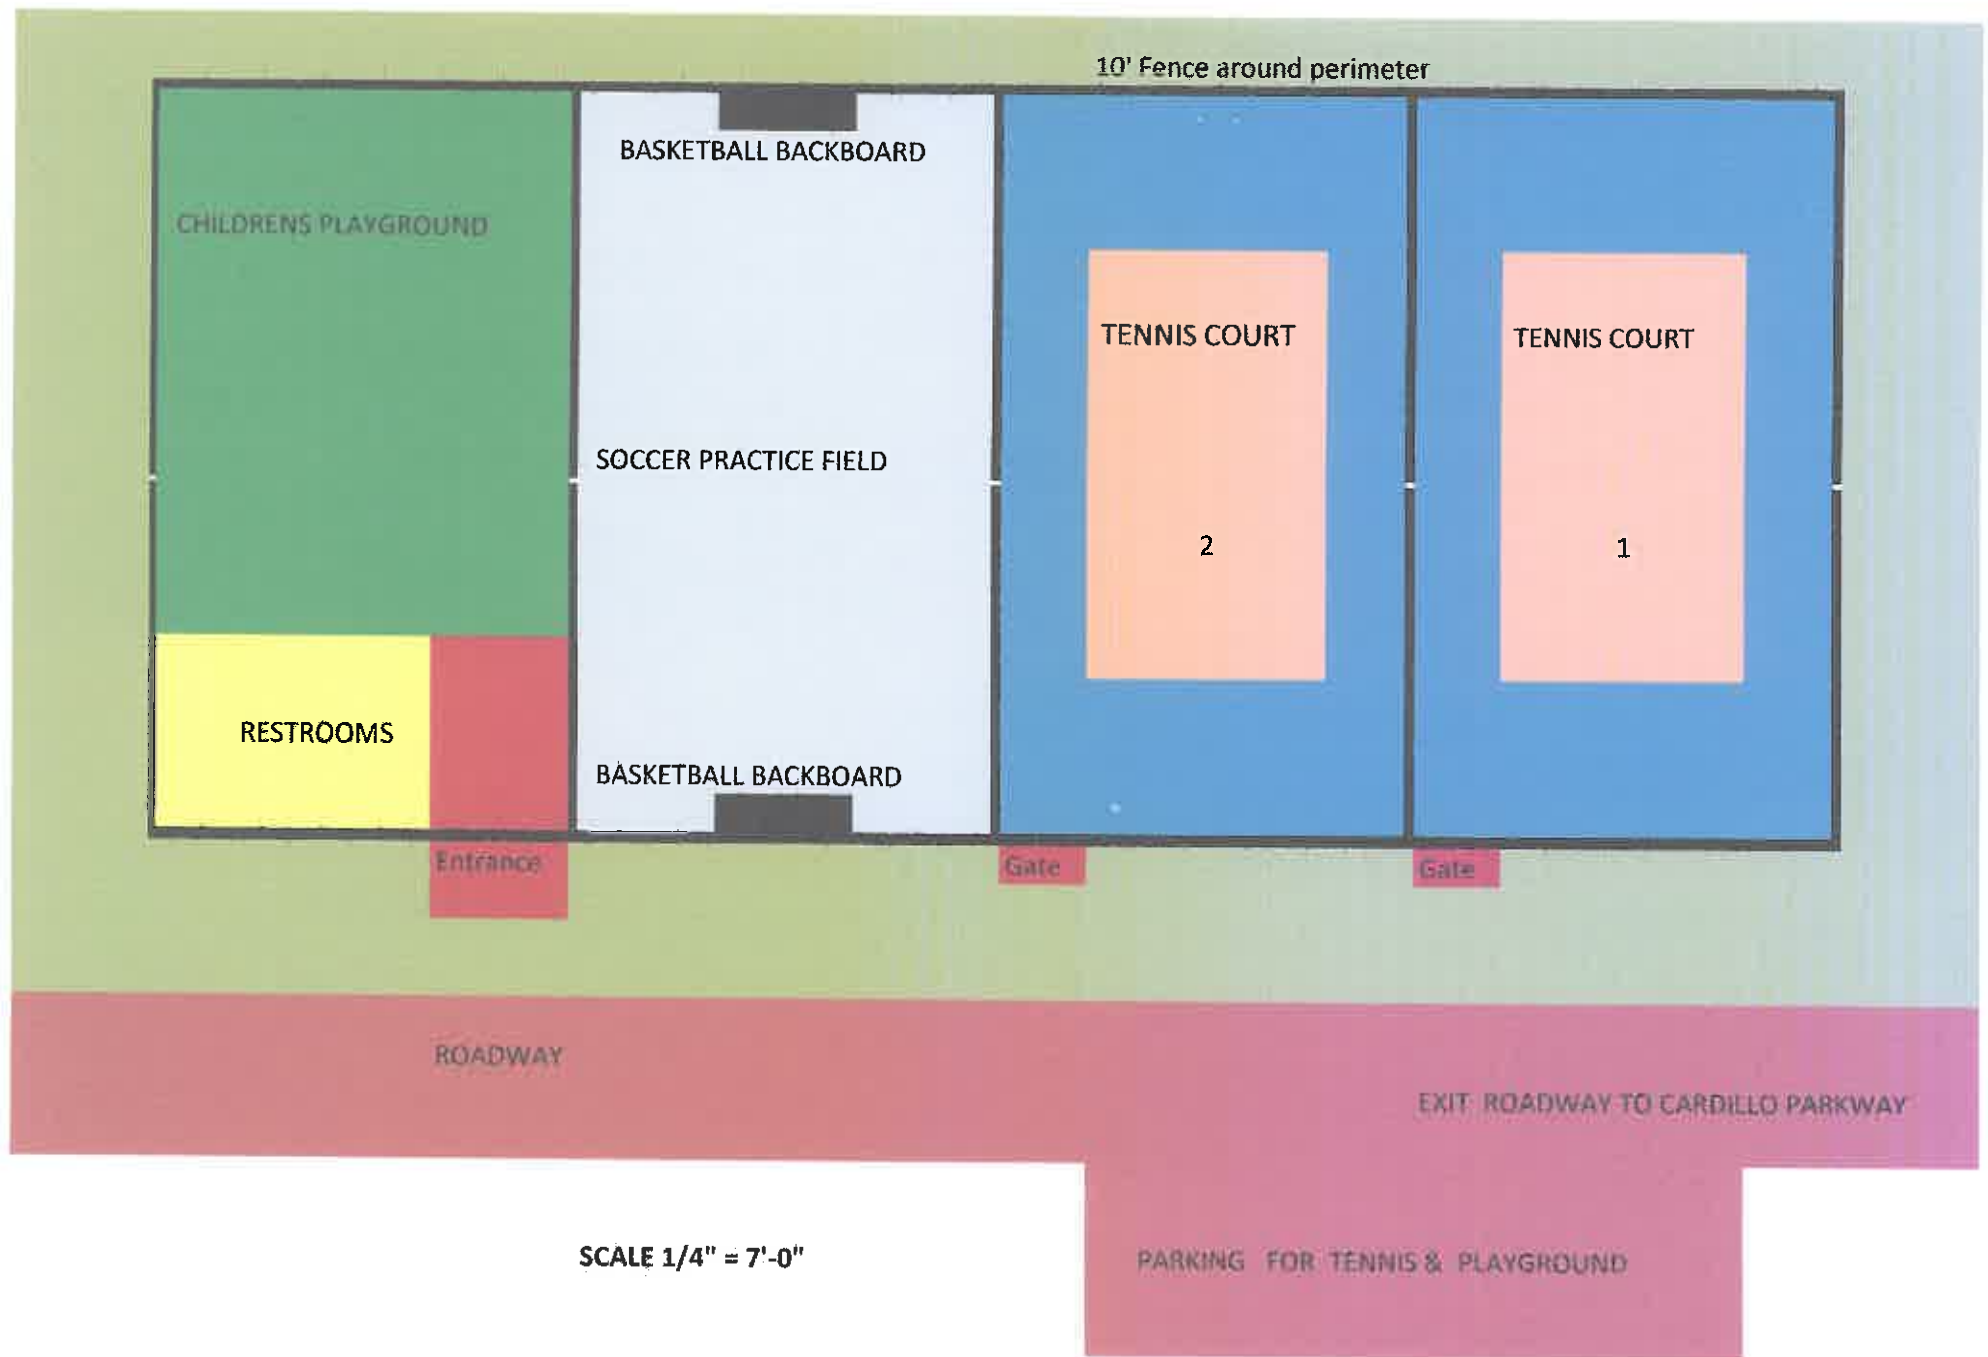 10' Fence around perimeter
BASKETBALL BACKBOARD
CHILDRENS PLAYGROUND
TENNIS COURT
TENNIS COURT
SOCCER PRACTICE FIELD
2
1
RESTROOMS
BASKETBALL BACKBOARD
Entrance
Gate
Gate
ROADWAY
EXIT ROADWAY TO CARDILLO PARKWAY
SCALE 1/4" = 7'-0"
PARKING FOR TENNIS & PLAYGROUND